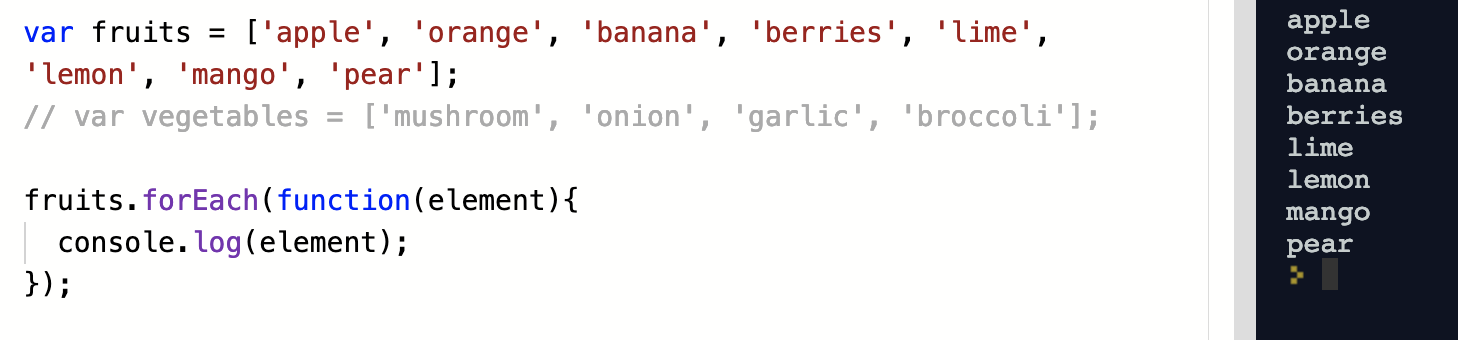 var fruits = ['apple', 'orange', 'banana', 'berries', 'lime',
'lemon', 'mango', 'pear'];
// var vegetables = ['mushroom', 'onion', 'garlic', 'broccoli'];
fruits.forEach(function(element){
console.log(element);
});
apple
orange
banana
berries
lime
lemon
mango
pear
>